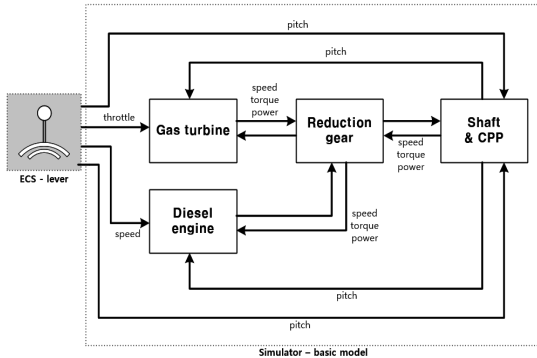 pitch
pitch
speed
torque
power
throttle
Gas turbine
Reduction
gear
Shaft
& CPP
speed
torque
power
ECS - lever
Diesel
engine
speed
speed
torque
power
pitch
pitch
Simulator – basic model